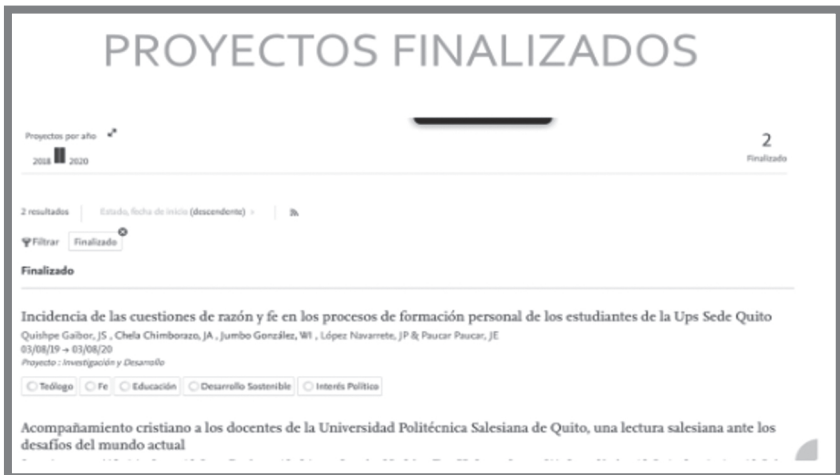 PROYECTOS FINALIZADOS
Proyectos por año
2018 2020
2
Finalizado
2 resultados Estado, fecha de inicio (descendente)
Filtrar Finalizado
Finalizado
Incidencia de las cuestiones de razón y fe en los procesos de formación personal de los estudiantes de la Ups Sede Quito
Quishpe Gaibor, JS , Chela Chimborazo, JA , Jumbo González, WI , López Navarrete, JP & Paucar Paucar, JE
03/08/19 → 03/08/20
Proyecto : Investigación y Desarrollo
Teólogo Fe Educación Desarrollo Sostenible Interés Político
Acompañamiento cristiano a los docentes de la Universidad Politécnica Salesiana de Quito, una lectura salesiana ante los
desafíos del mundo actual